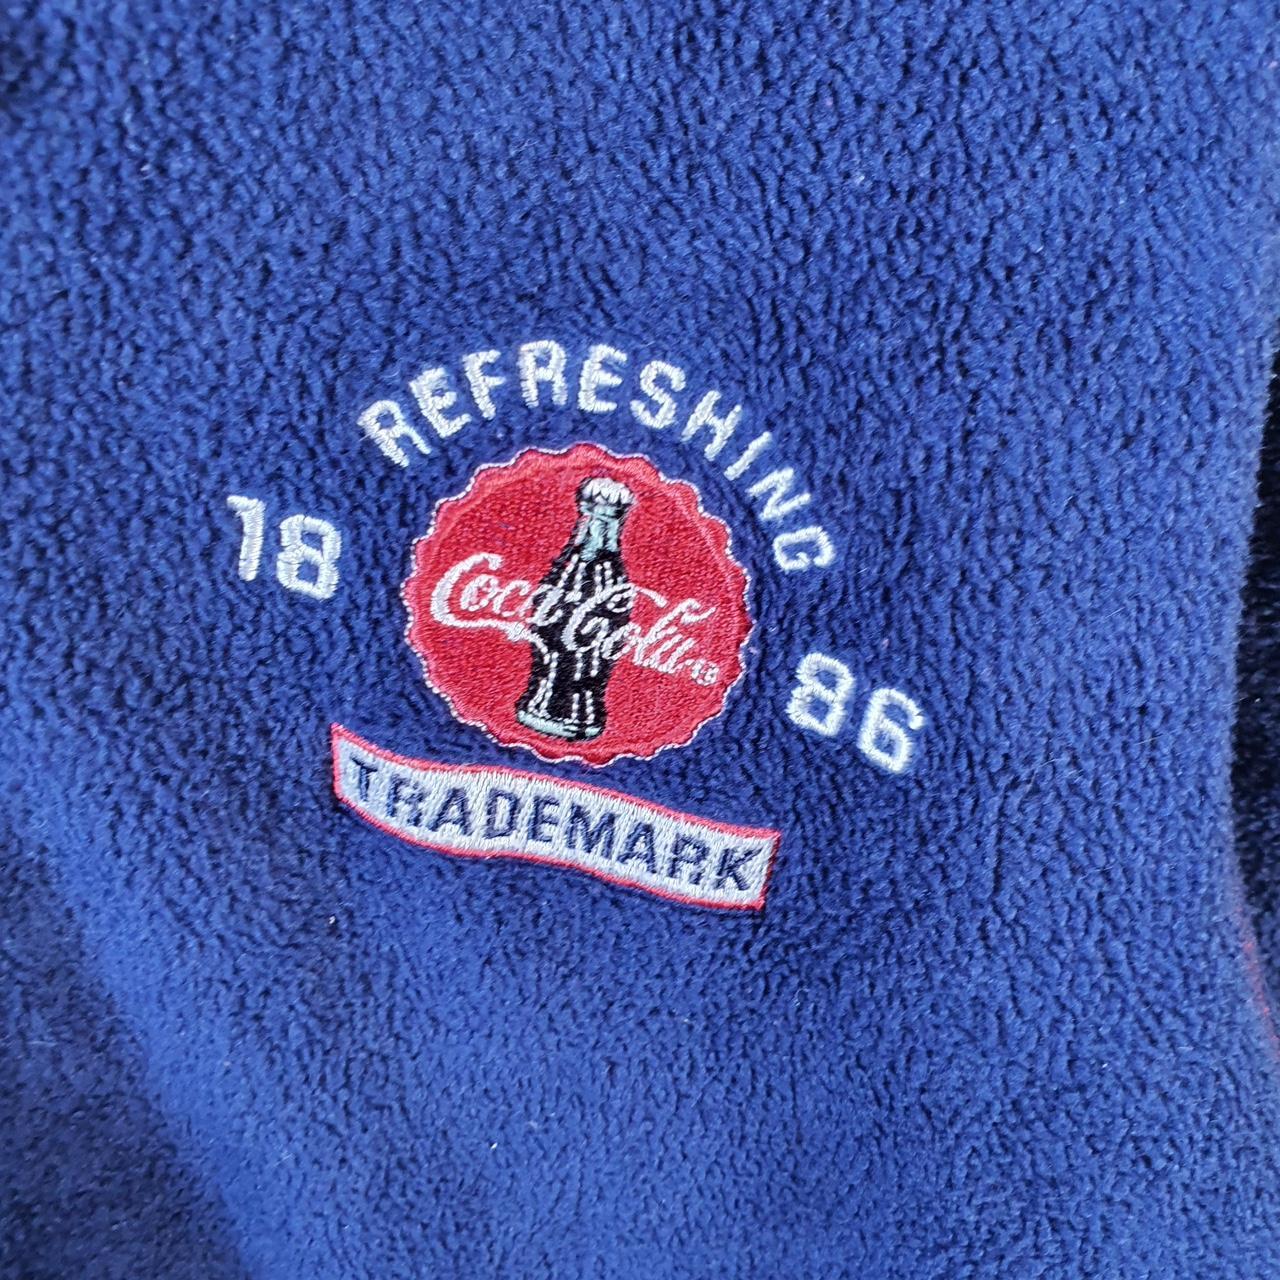 REFRESHING
18 86
Coca-Cola
TRADEMARK